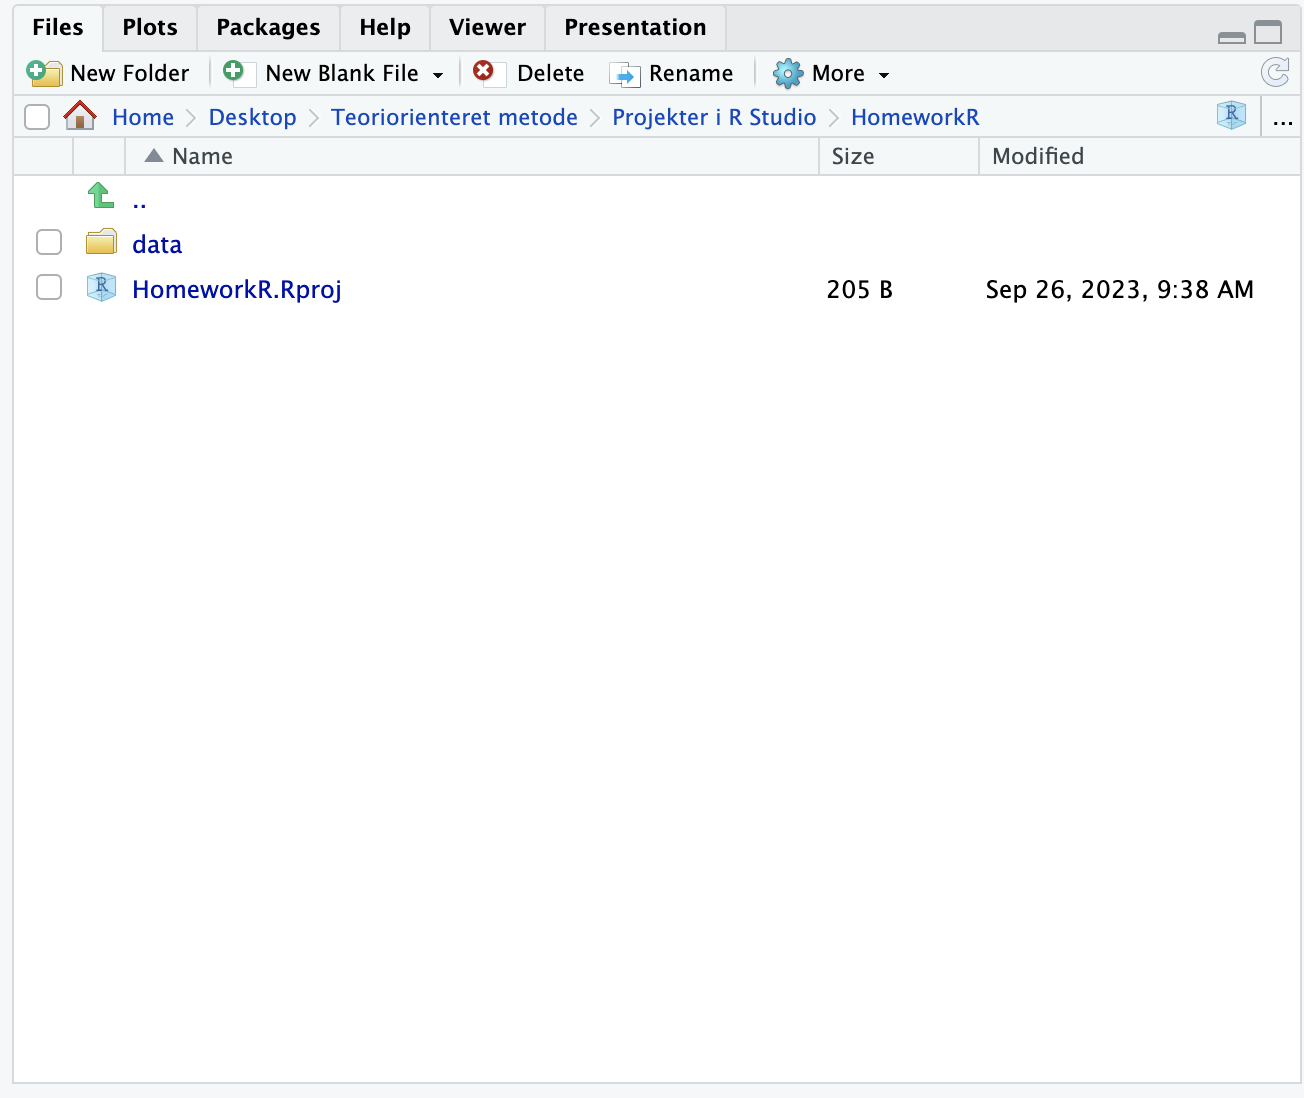 Files Plots Packages Help Viewer Presentation
New Folder New Blank File Delete Rename More
Home Desktop Teoriorienteret metode Projekter i R Studio HomeworkR R ...
Name Size Modified
..
data
R HomeworkR.Rproj 205 B Sep 26, 2023, 9:38 AM